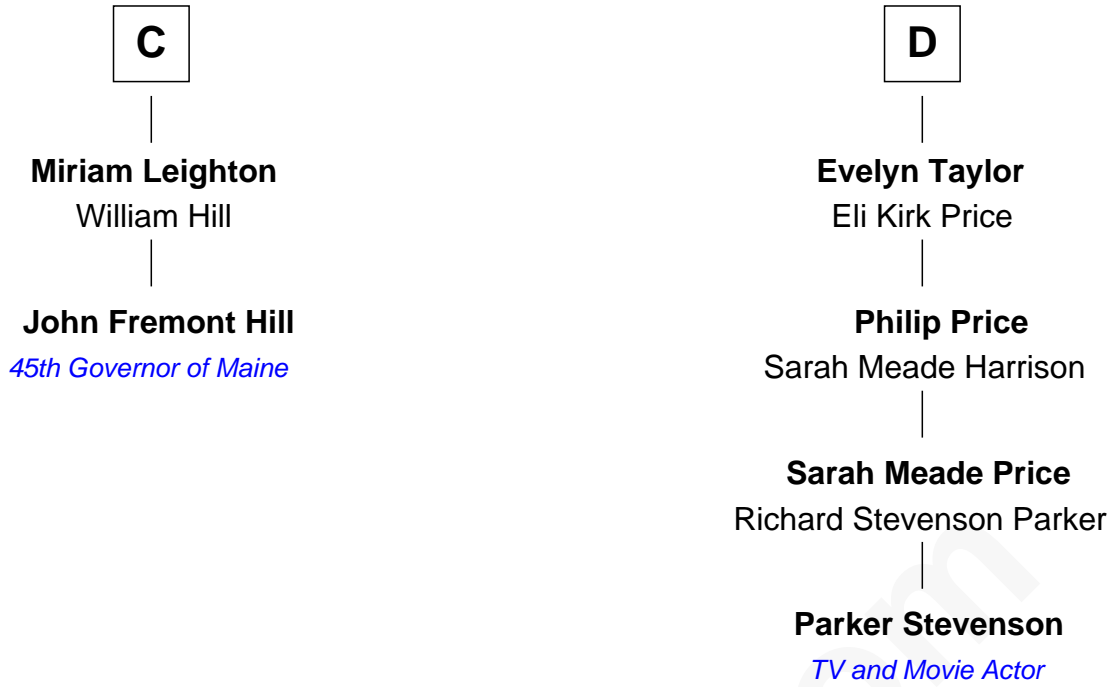 C
Miriam Leighton
William Hill
John Fremont Hill
45th Governor of Maine
D
Evelyn Taylor
Eli Kirk Price
Philip Price
Sarah Meade Harrison
Sarah Meade Price
Richard Stevenson Parker
Parker Stevenson
TV and Movie Actor